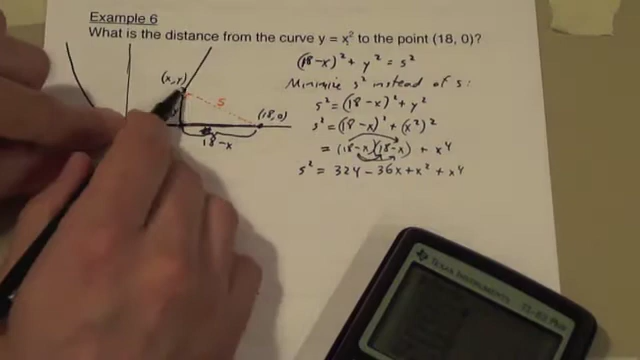 Example 6
What is the distance from the curve y = x² to the point (18, 0)?
(18-x)² + y² = s²
Minimize s² instead of s:
(x,y)
s
(18,0)
18-x
s² = (18-x)² + y²
s² = (18-x)² + (x²)²
= (18-x)(18-x) + x⁴
s² = 324 - 36x + x² + x⁴
TEXAS INSTRUMENTS